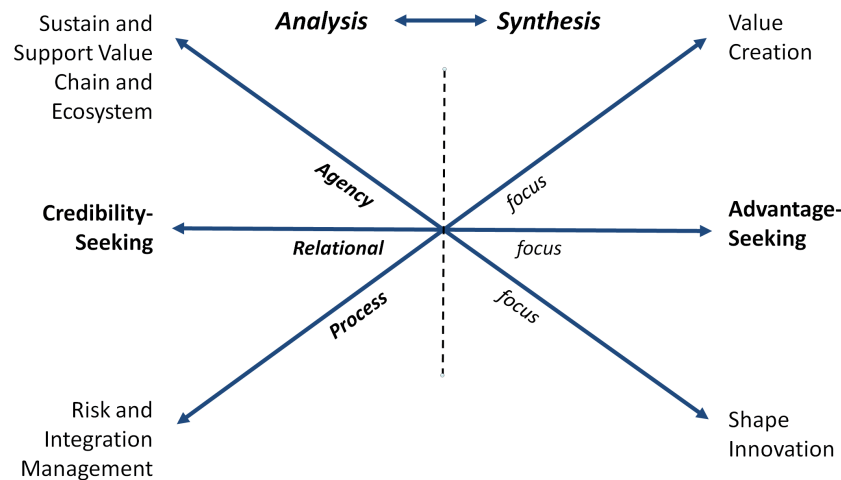 Analysis Synthesis
Sustain and
Support Value
Chain and
Ecosystem
Value
Creation
Agency
focus
Credibility-
Seeking
Advantage-
Seeking
Relational
focus
Process
focus
Risk and
Integration
Management
Shape
Innovation